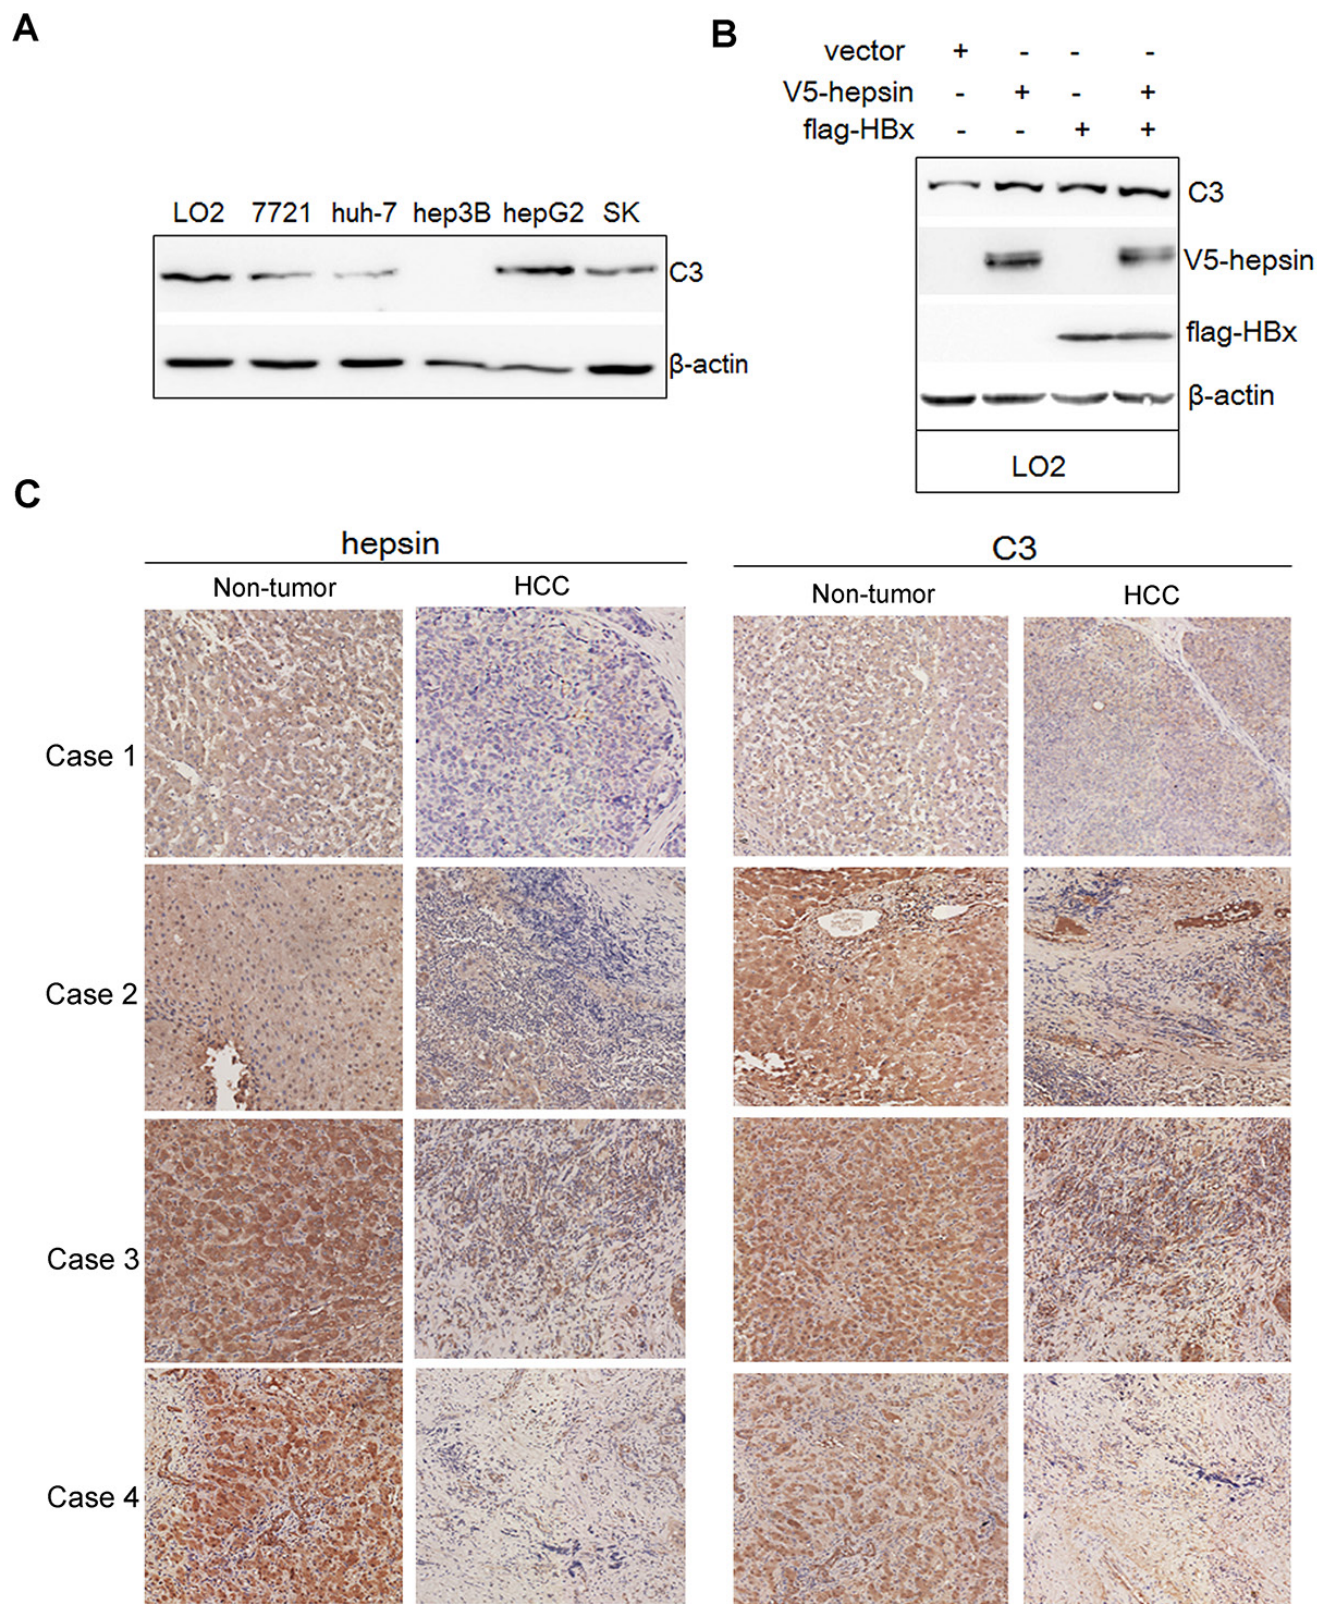 A
LO2 7721 huh-7 hep3B hepG2 SK
C3
β-actin
B
vector + - - -
V5-hepsin - + - +
flag-HBx - - + +
C3
V5-hepsin
flag-HBx
β-actin
LO2
C
hepsin
C3
Non-tumor HCC
Non-tumor HCC
Case 1
Case 2
Case 3
Case 4